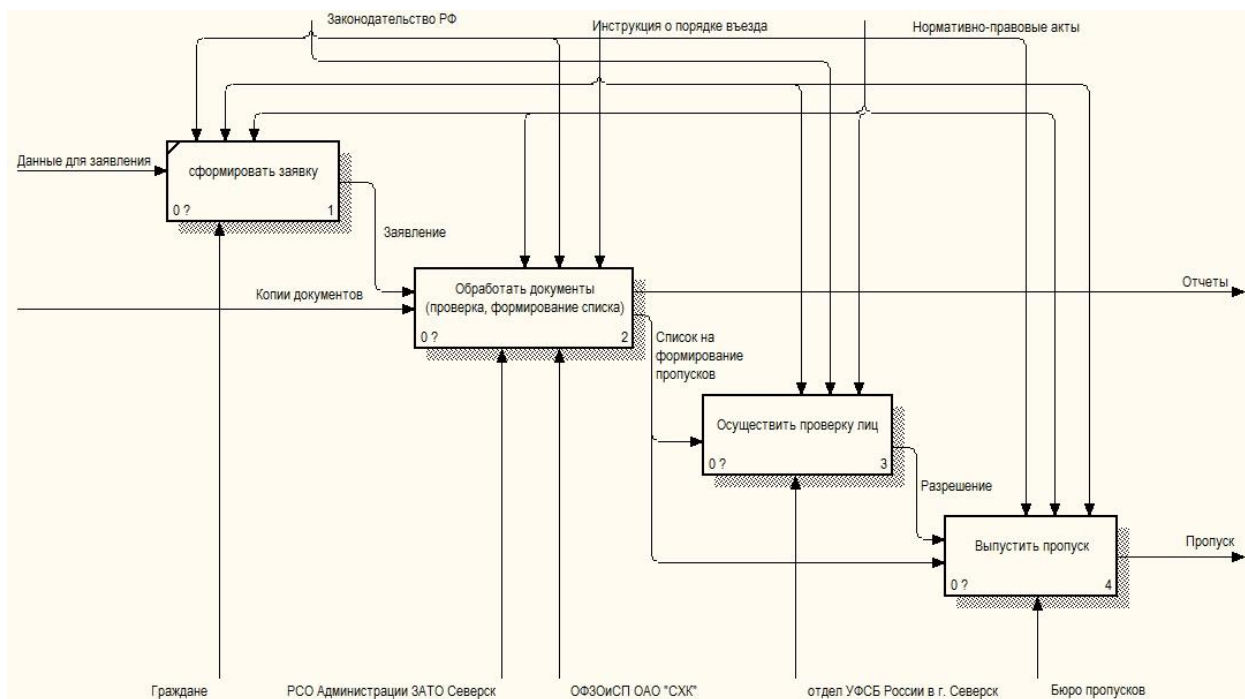 Законодательство РФ
Инструкция о порядке въезда
Нормативно-правовые акты
Данные для заявления
сформировать заявку
0 ?
1
Заявление
Копии документов
Обработать документы
(проверка, формирование списка)
0 ?
2
Отчеты
Список на
формирование
пропусков
Осуществить проверку лиц
0 ?
3
Разрешение
Выпустить пропуск
0 ?
4
Пропуск
Граждане
РСО Администрации ЗАТО Северск
ОФЗОиСП ОАО "СХК"
отдел УФСБ России в г. Северск
Бюро пропусков